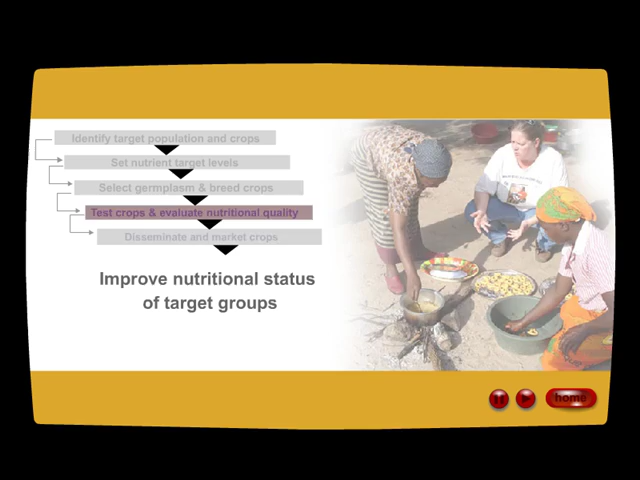 Identify target population and crops
Set nutrient target levels
Select germplasm & breed crops
Test crops & evaluate nutritional quality
Disseminate and market crops
Improve nutritional status
of target groups
home